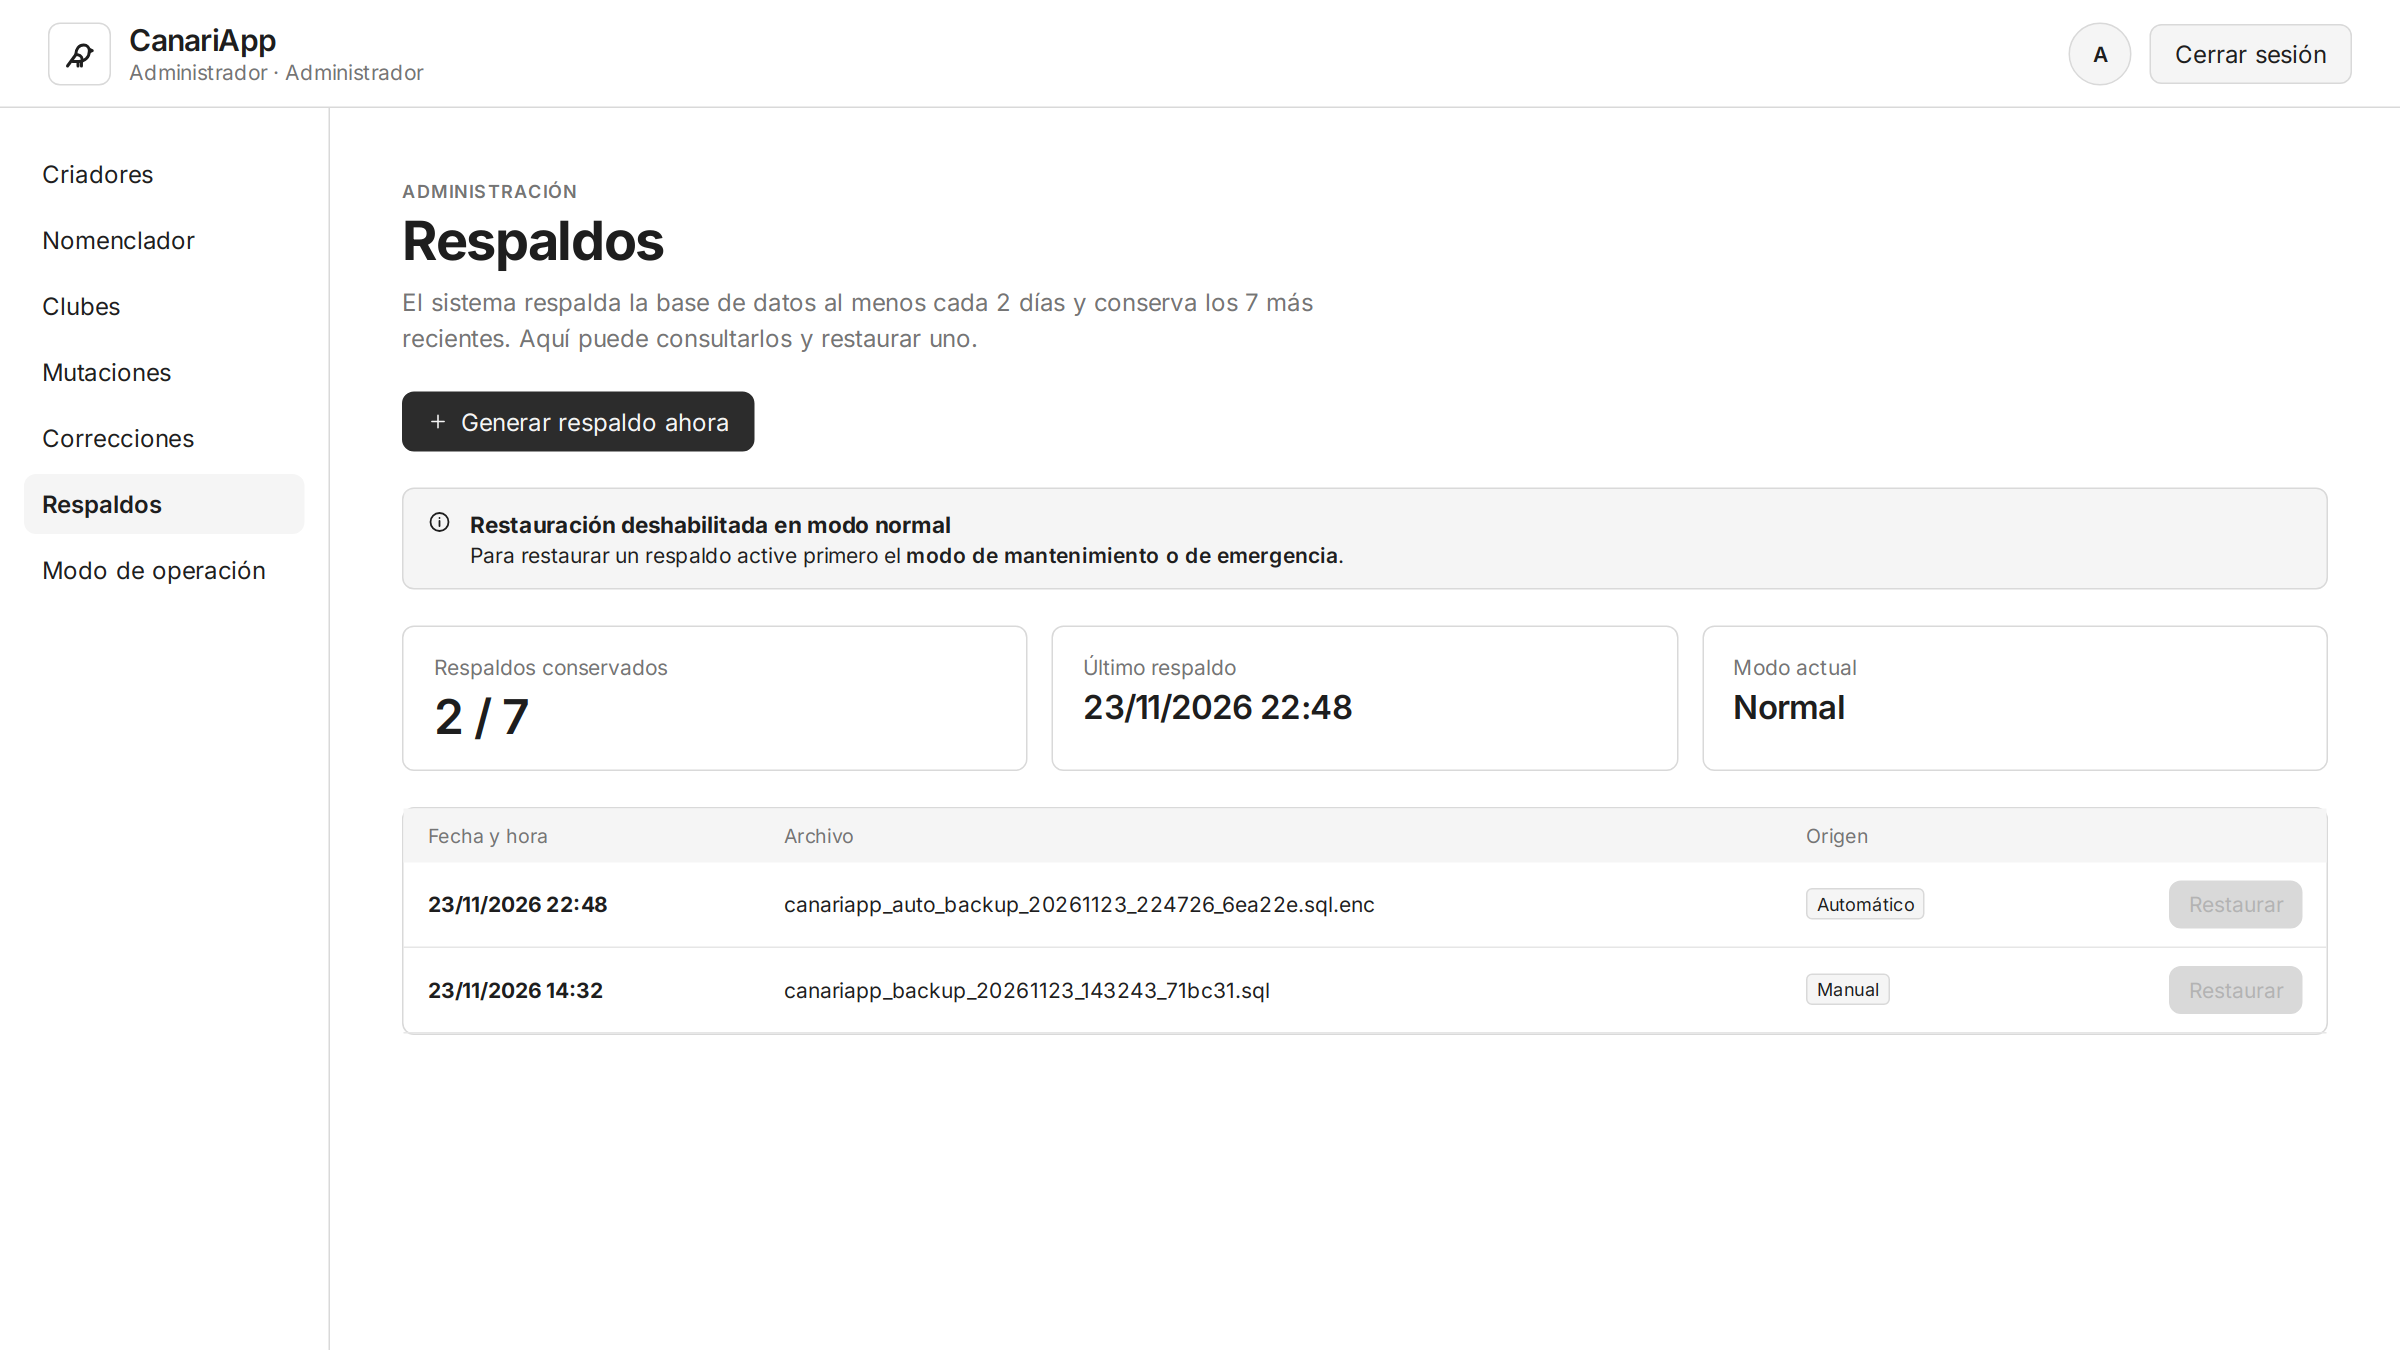 CanariApp
Administrador · Administrador
A
Cerrar sesión
Criadores
Nomenclador
Clubes
Mutaciones
Correcciones
Respaldos
Modo de operación
ADMINISTRACIÓN
Respaldos
El sistema respalda la base de datos al menos cada 2 días y conserva los 7 más
recientes. Aquí puede consultarlos y restaurar uno.
+ Generar respaldo ahora
Restauración deshabilitada en modo normal
Para restaurar un respaldo active primero el modo de mantenimiento o de emergencia.
Respaldos conservados
2 / 7
Último respaldo
23/11/2026 22:48
Modo actual
Normal
Fecha y hora Archivo Origen
23/11/2026 22:48 canariapp_auto_backup_20261123_224726_6ea22e.sql.enc Automático Restaurar
23/11/2026 14:32 canariapp_backup_20261123_143243_71bc31.sql Manual Restaurar